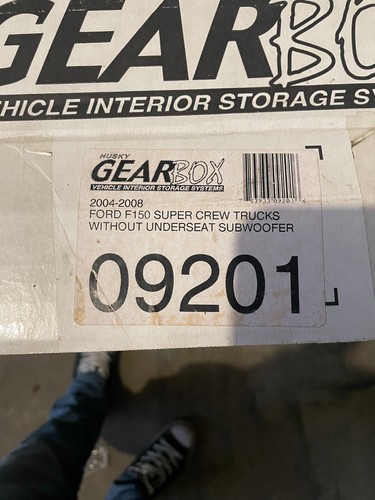 GEARBO
HICLE INTERIOR STORAGE SY
HUSKY
GEARBOX
VEHICLE INTERIOR STORAGE SYSTEMS
2004-2008
FORD F150 SUPER CREW TRUCKS
WITHOUT UNDERSEAT SUBWOOFER
09201